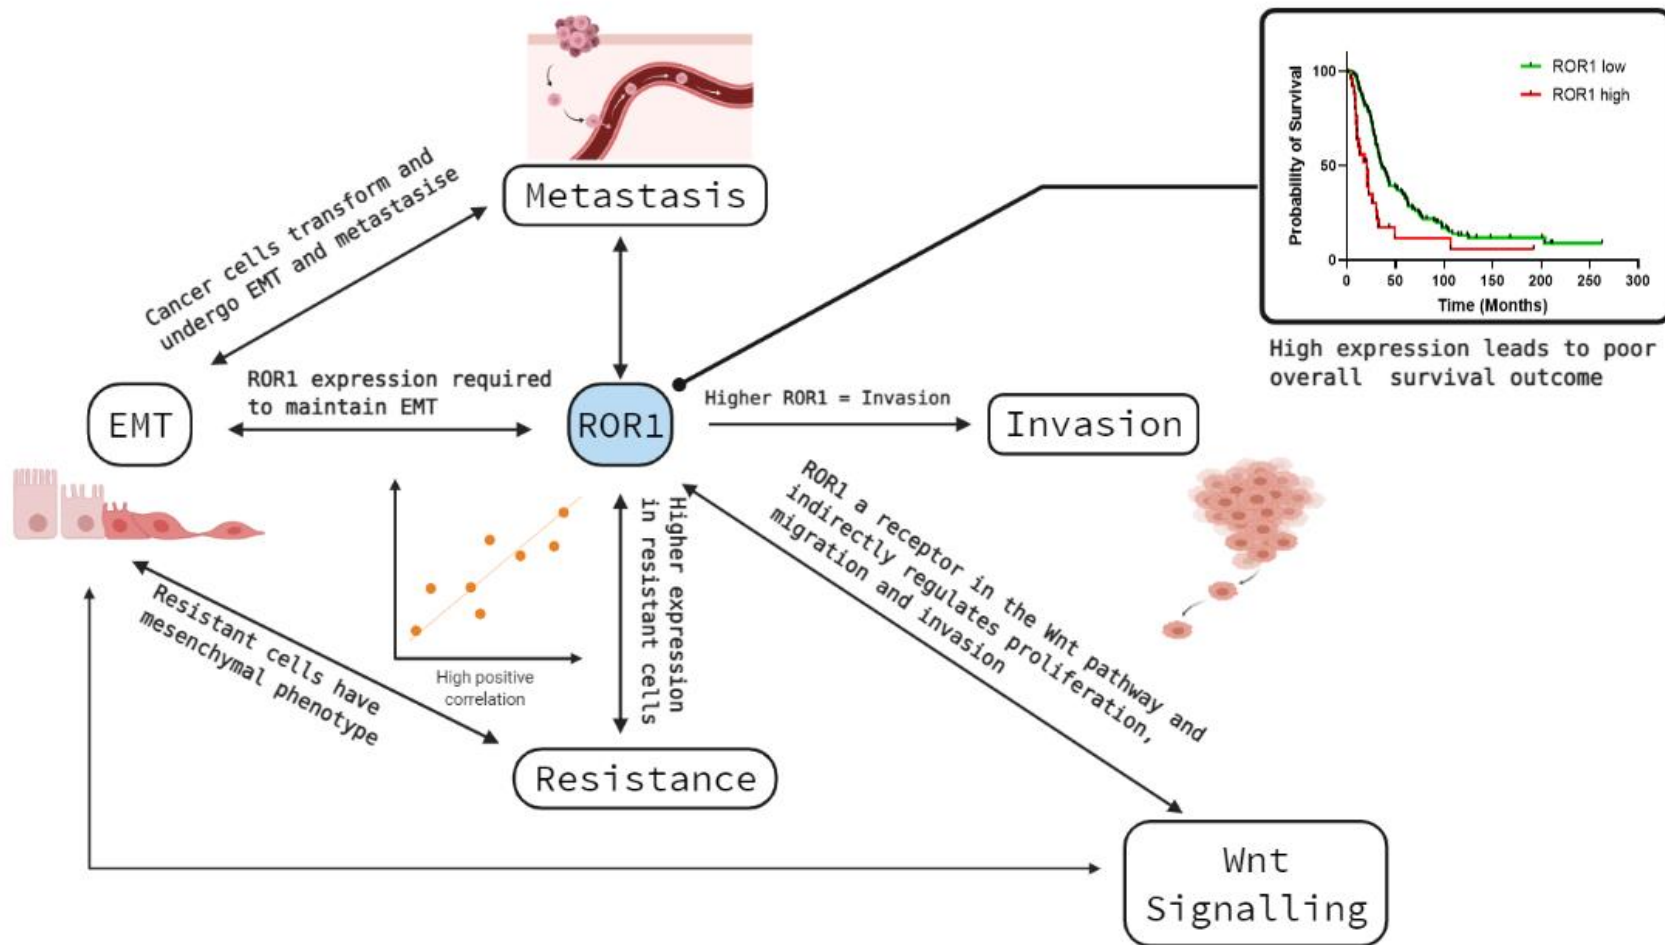 Metastasis
Cancer cells transform and
undergo EMT and metastasise
Probability of Survival
100
50
0
ROR1 low
ROR1 high
0 50 100 150 200 250 300
Time (Months)
High expression leads to poor
overall survival outcome
EMT
ROR1 expression required
to maintain EMT
ROR1
Higher ROR1 = Invasion
Invasion
ROR1 a receptor in the Wnt pathway and
indirectly regulates proliferation,
migration and invasion
Higher expression
in resistant cells
High positive
correlation
Resistant cells have
mesenchymal phenotype
Resistance
Wnt
Signalling